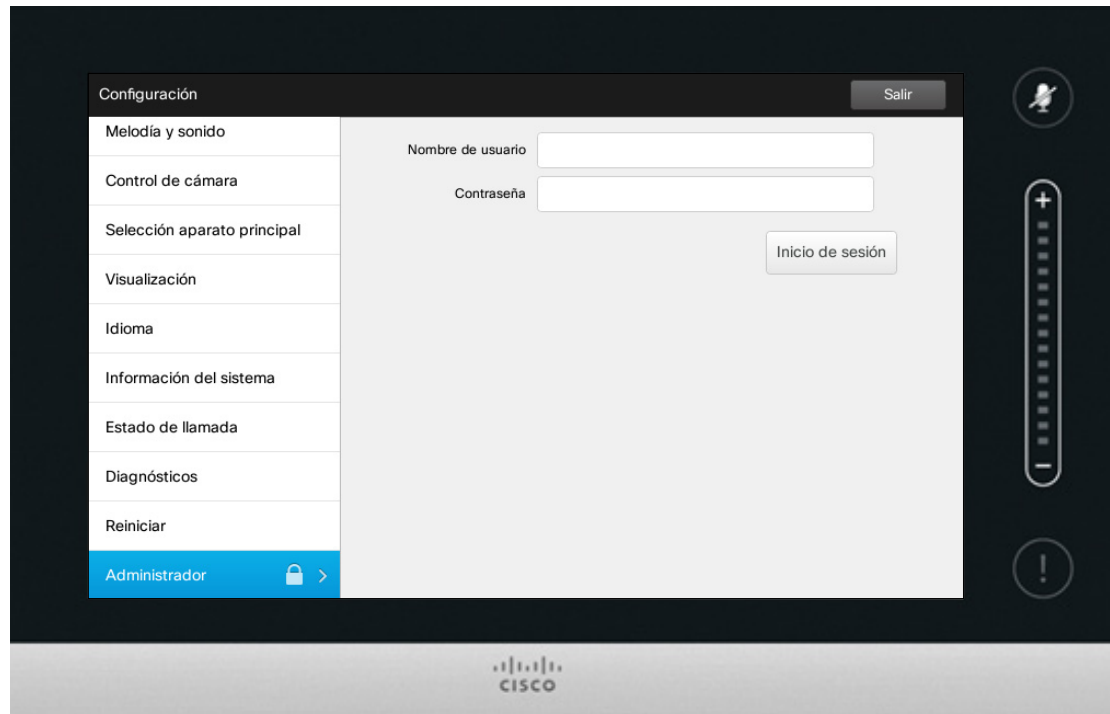 Configuración
Salir
Melodía y sonido
Control de cámara
Selección aparato principal
Visualización
Idioma
Información del sistema
Estado de llamada
Diagnósticos
Reiniciar
Administrador
Nombre de usuario
Contraseña
Inicio de sesión
+
−
!
CISCO